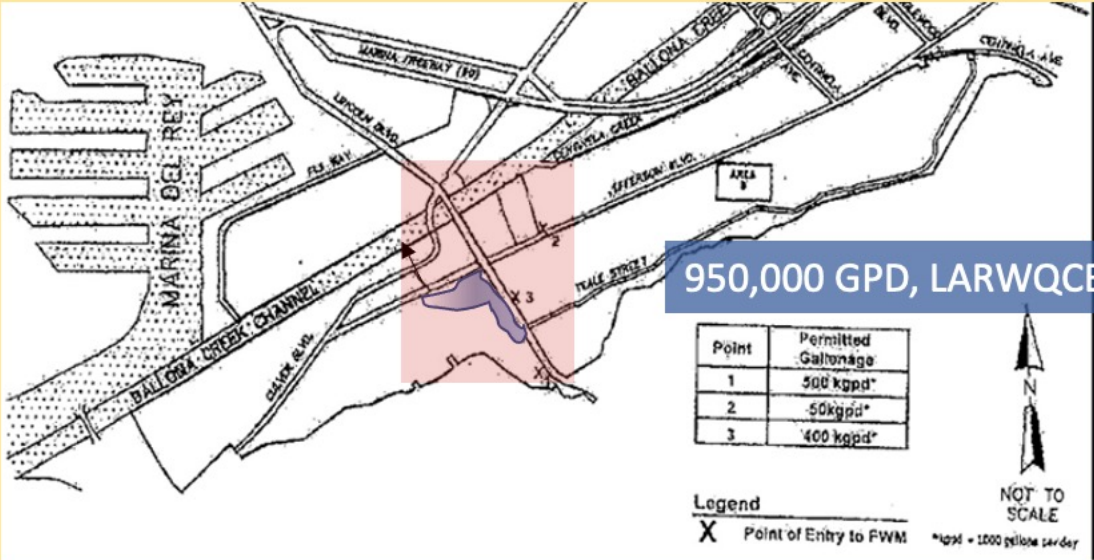 MARINA DEL REY
MARINA FREEWAY (90)
BALLONA CREEK
LINCOLN BLVD.
FIJI WAY
CENTINELA CREEK
CENTINELA AVE
JEFFERSON BLVD.
AREA
2
TEALE STREET
3
BALLONA CREEK CHANNEL
CULVER BLVD.
950,000 GPD, LARWQCB
Point Permitted Gallonage
1 500 kgpd*
2 50kgpd*
3 400 kgpd*
N
NOT TO
SCALE
Legend
X Point of Entry to FWM
*kgpd = 1000 gallons per day